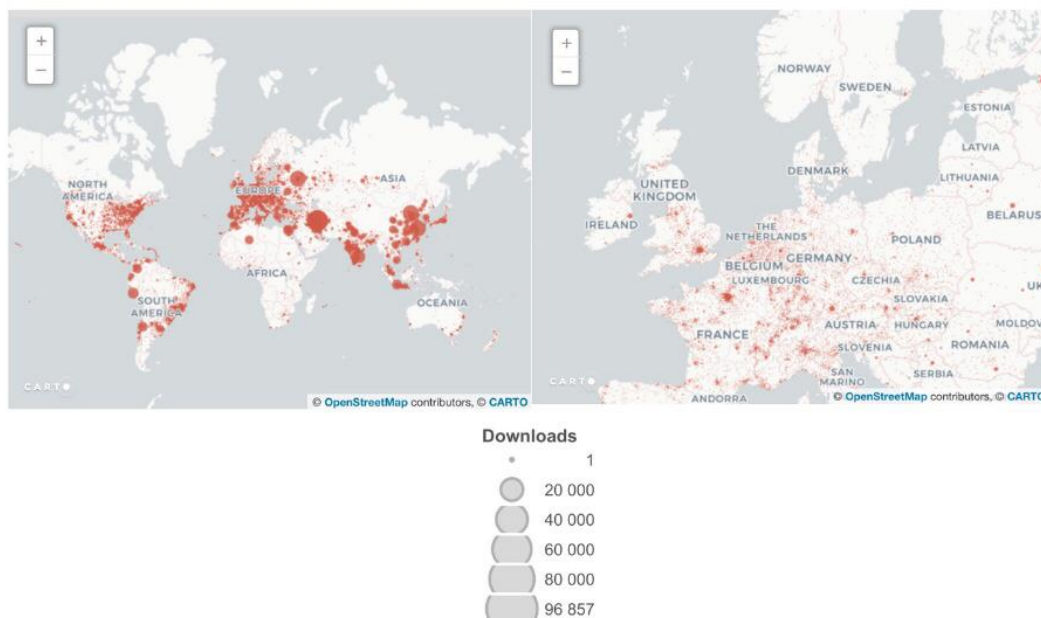 +
−
NORTH
AMERICA
EUROPE
ASIA
AFRICA
SOUTH
AMERICA
OCEANIA
CARTO
© OpenStreetMap contributors, © CARTO
+
−
NORWAY
SWEDEN
ESTONIA
LATVIA
DENMARK
LITHUANIA
UNITED
KINGDOM
BELARUS
IRELAND
THE
NETHERLANDS
POLAND
BELGIUM
GERMANY
LUXEMBOURG
CZECHIA
UK
SLOVAKIA
MOLDOV
FRANCE
AUSTRIA
HUNGARY
SLOVENIA
ROMANIA
SAN
MARINO
SERBIA
ANDORRA
CARTO
© OpenStreetMap contributors, © CARTO
Downloads
1
20 000
40 000
60 000
80 000
96 857